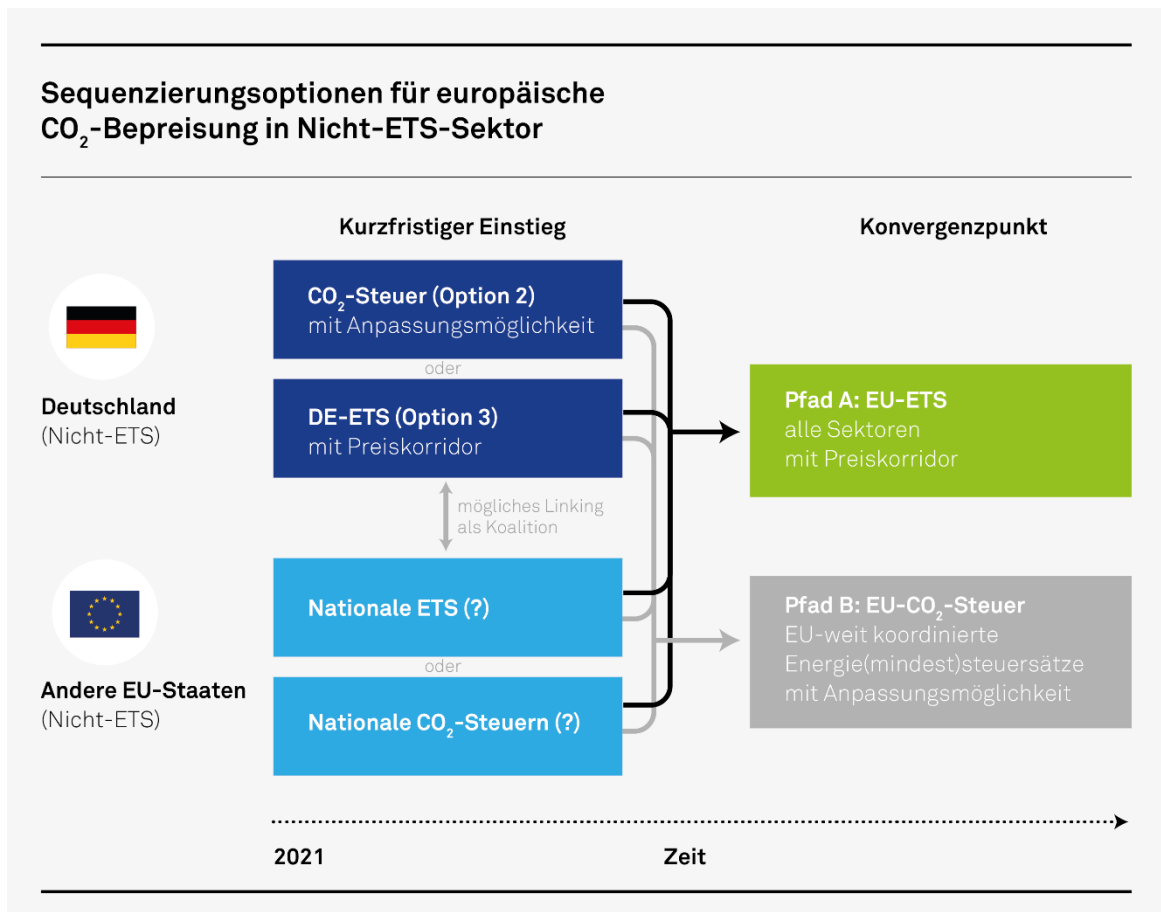 Sequenzierungsoptionen für europäische
CO₂-Bepreisung in Nicht-ETS-Sektor
Kurzfristiger Einstieg
Konvergenzpunkt
Deutschland
(Nicht-ETS)
CO₂-Steuer (Option 2)
mit Anpassungsmöglichkeit
oder
DE-ETS (Option 3)
mit Preiskorridor
mögliches Linking
als Koalition
Andere EU-Staaten
(Nicht-ETS)
Nationale ETS (?)
oder
Nationale CO₂-Steuern (?)
Pfad A: EU-ETS
alle Sektoren
mit Preiskorridor
Pfad B: EU-CO₂-Steuer
EU-weit koordinierte
Energie(mindest)steuersätze
mit Anpassungsmöglichkeit
2021
Zeit